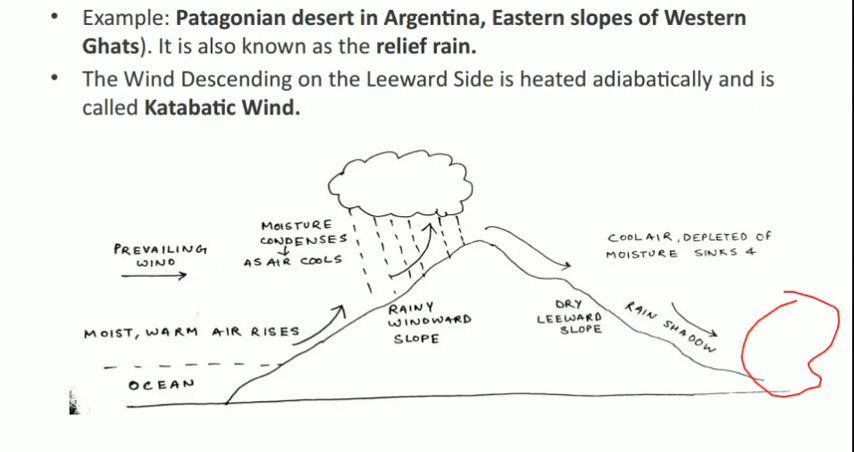 • Example: Patagonian desert in Argentina, Eastern slopes of Western
Ghats). It is also known as the relief rain.
• The Wind Descending on the Leeward Side is heated adiabatically and is
called Katabatic Wind.
MOISTURE
CONDENSES
AS AIR COOLS
PREVAILING
WIND
COOL AIR, DEPLETED OF
MOISTURE SINKS &
MOIST, WARM AIR RISES
RAINY
WINDWARD
SLOPE
DRY
LEEWARD
SLOPE
RAIN SHADOW
OCEAN